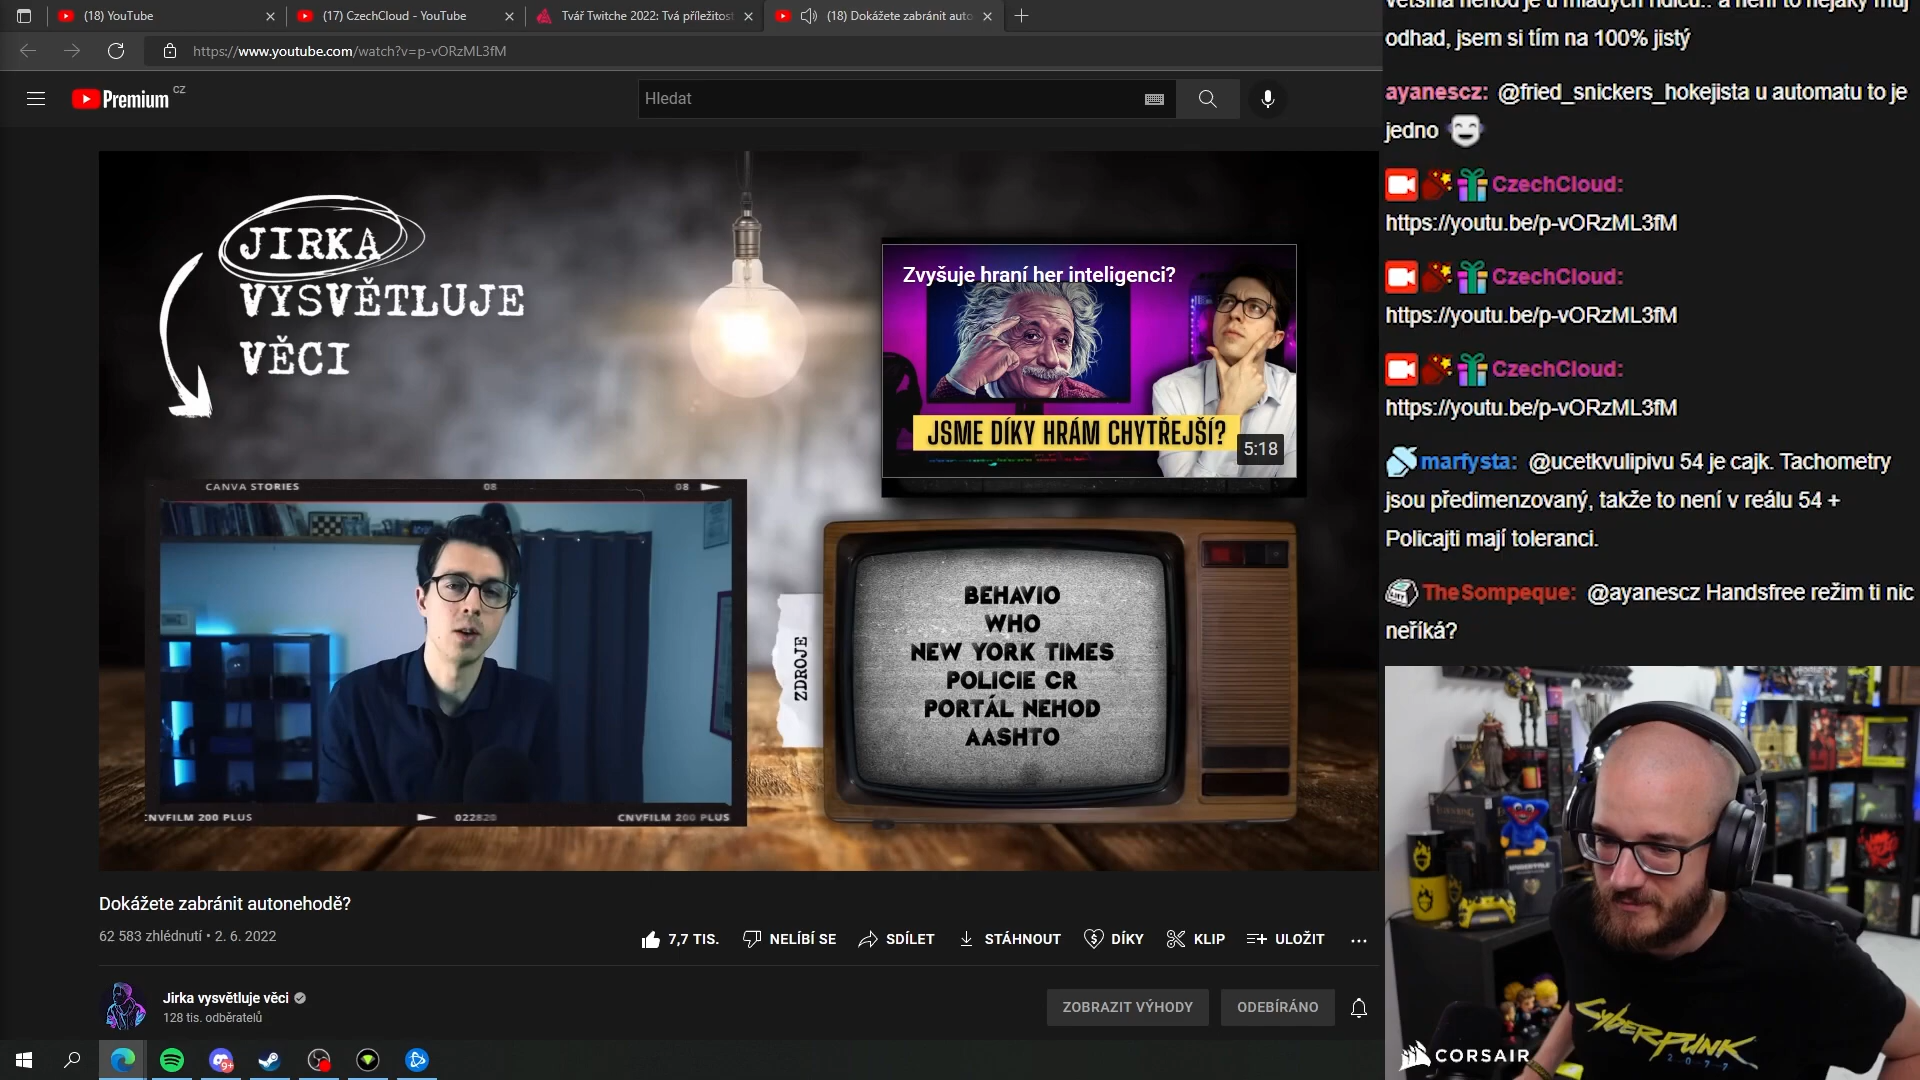 (18) YouTube
(17) CzechCloud - YouTube
Tvář Twitche 2022: Tvá příležitost
(18) Dokážete zabránit auto
https://www.youtube.com/watch?v=p-vORzML3fM
Premium CZ
Hledat
JIRKA
VYSVĚTLUJE
VĚCI
Zvyšuje hraní her inteligenci?
JSME DÍKY HRÁM CHYTŘEJŠÍ?
5:18
CANVA STORIES 08 08
CNVFILM 200 PLUS 022820 CNVFILM 200 PLUS
ZDROJE
BEHAVIO
WHO
NEW YORK TIMES
POLICIE CR
PORTÁL NEHOD
AASHTO
Dokážete zabránit autonehodě?
62 583 zhlédnutí • 2. 6. 2022
7,7 TIS. NELÍBÍ SE SDÍLET STÁHNOUT DÍKY KLIP ULOŽIT
Jirka vysvětluje věci
128 tis. odběratelů
ZOBRAZIT VÝHODY ODEBÍRÁNO
9+
odhad, jsem si tím na 100% jistý
ayanescz: @fried_snickers_hokejista u automatu to je
jedno
CzechCloud:
https://youtu.be/p-vORzML3fM
CzechCloud:
https://youtu.be/p-vORzML3fM
CzechCloud:
https://youtu.be/p-vORzML3fM
marfysta: @ucetkvulipivu 54 je cajk. Tachometry
jsou předimenzovaný, takže to není v reálu 54 +
Policajti mají toleranci.
TheSompeque: @ayanescz Handsfree režim ti nic
neříká?
CYBERPUNK
2077
CORSAIR